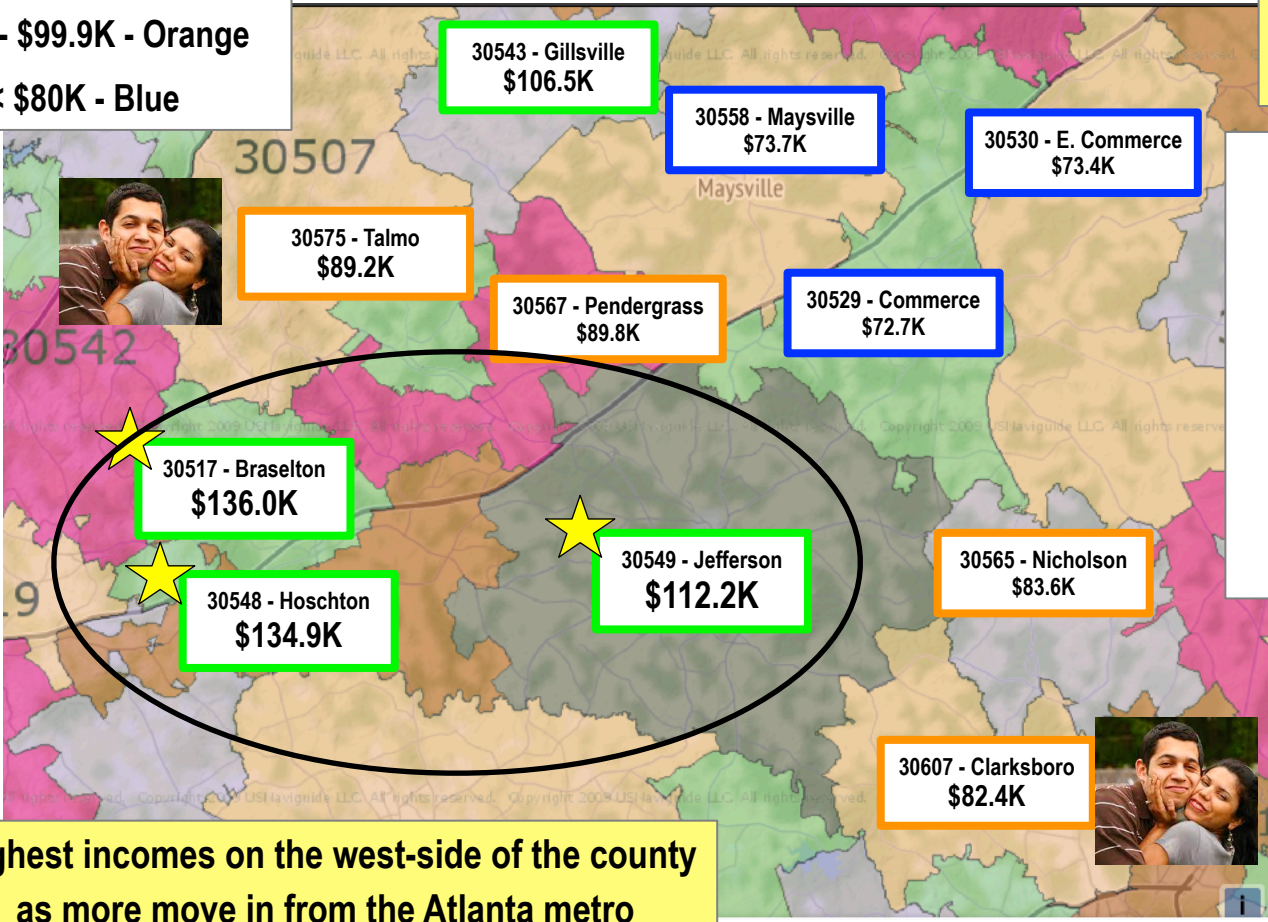 - $99.9K - Orange
< $80K - Blue
30543 - Gillsville
$106.5K
30558 - Maysville
$73.7K
30530 - E. Commerce
$73.4K
30507
Maysville
30575 - Talmo
$89.2K
30567 - Pendergrass
$89.8K
30529 - Commerce
$72.7K
30542
30517 - Braselton
$136.0K
30549 - Jefferson
$112.2K
30565 - Nicholson
$83.6K
30548 - Hoschton
$134.9K
9
30607 - Clarksboro
$82.4K
ghest incomes on the west-side of the county
as more move in from the Atlanta metro
i